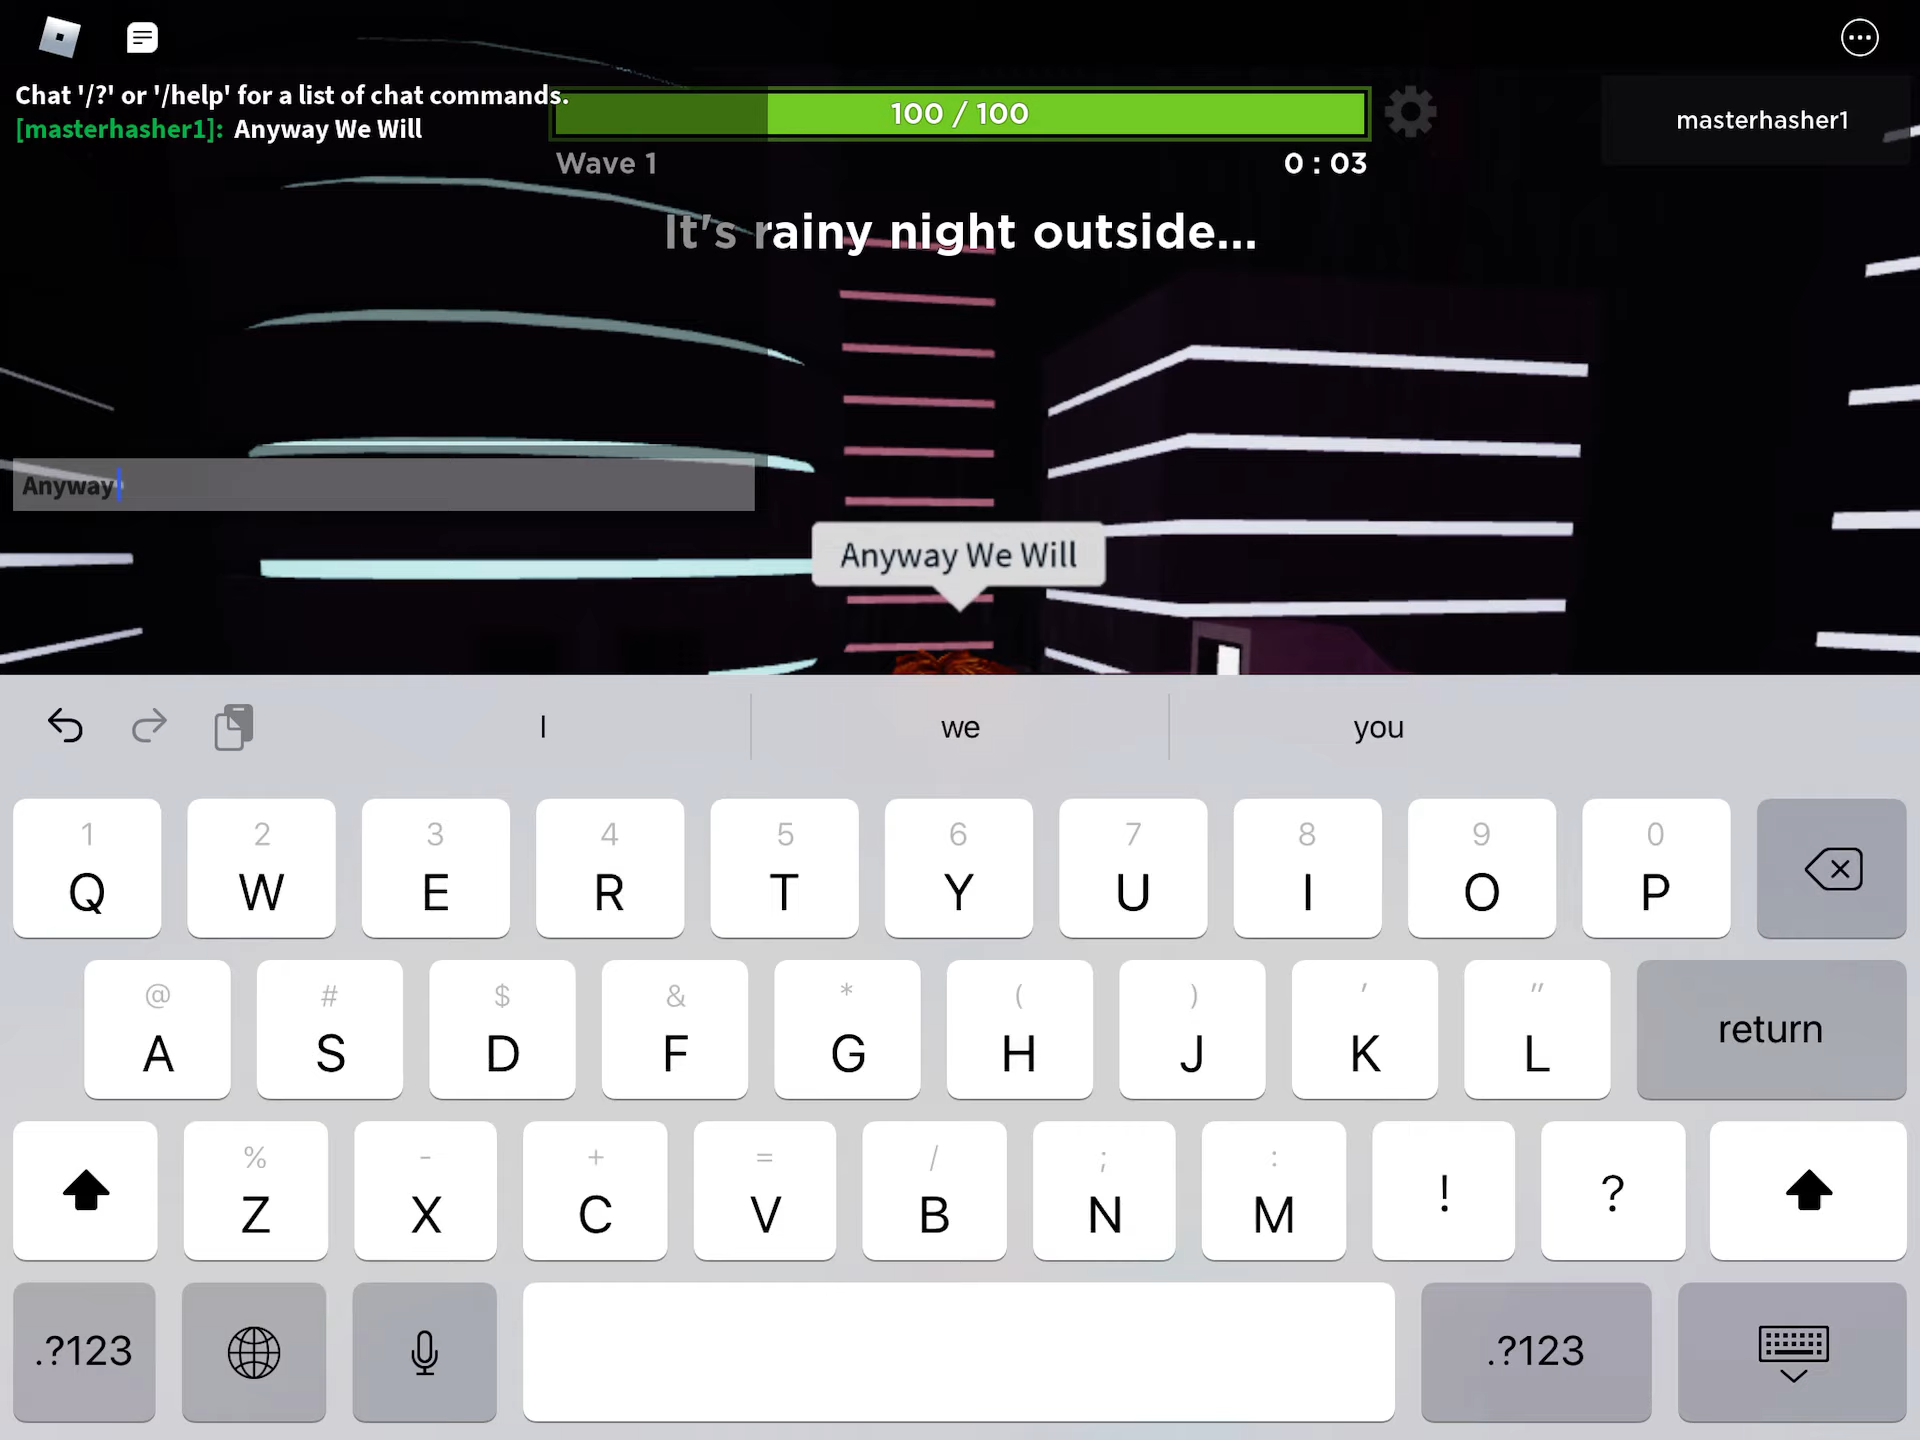 Chat '/?' or '/help' for a list of chat commands.
[masterhasher1]: Anyway We Will
100 / 100
masterhasher1
Wave 1
0 : 03
It's rainy night outside...
Anyway
Anyway We Will
I we you
1 2 3 4 5 6 7 8 9 0
Q W E R T Y U I O P
@ # $ & * ( ) ' "
A S D F G H J K L return
% - + = / ; :
Z X C V B N M ! ?
.?123 .?123